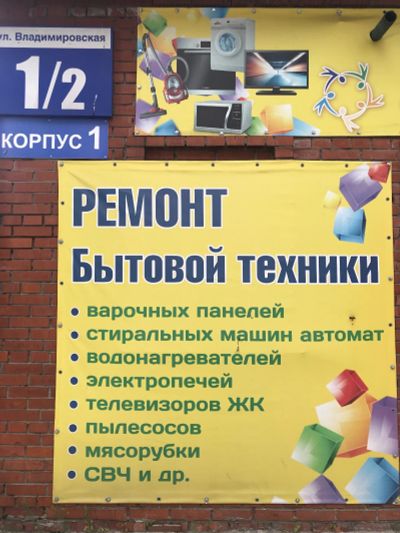 ул. Владимировская
1/2
КОРПУС 1
РЕМОНТ
Бытовой техники
• варочных панелей
• стиральных машин автомат
• водонагревателей
• электропечей
• телевизоров ЖК
• пылесосов
• мясорубки
• СВЧ и др.